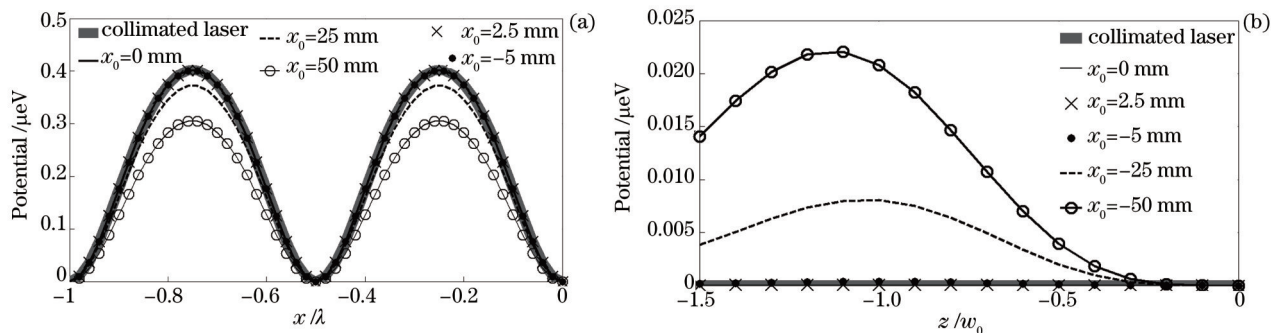 0.5
(a)
collimated laser
x₀=25 mm
x₀=2.5 mm
x₀=0 mm
x₀=50 mm
x₀=−5 mm
0.4
0.3
0.2
0.1
0
Potential /μeV
−1
−0.8
−0.6
−0.4
−0.2
0
x/λ
0.025
(b)
collimated laser
x₀=0 mm
x₀=2.5 mm
x₀=−5 mm
x₀=−25 mm
x₀=−50 mm
0.020
0.015
0.010
0.005
0
Potential /μeV
−1.5
−1.0
−0.5
0
z/w₀